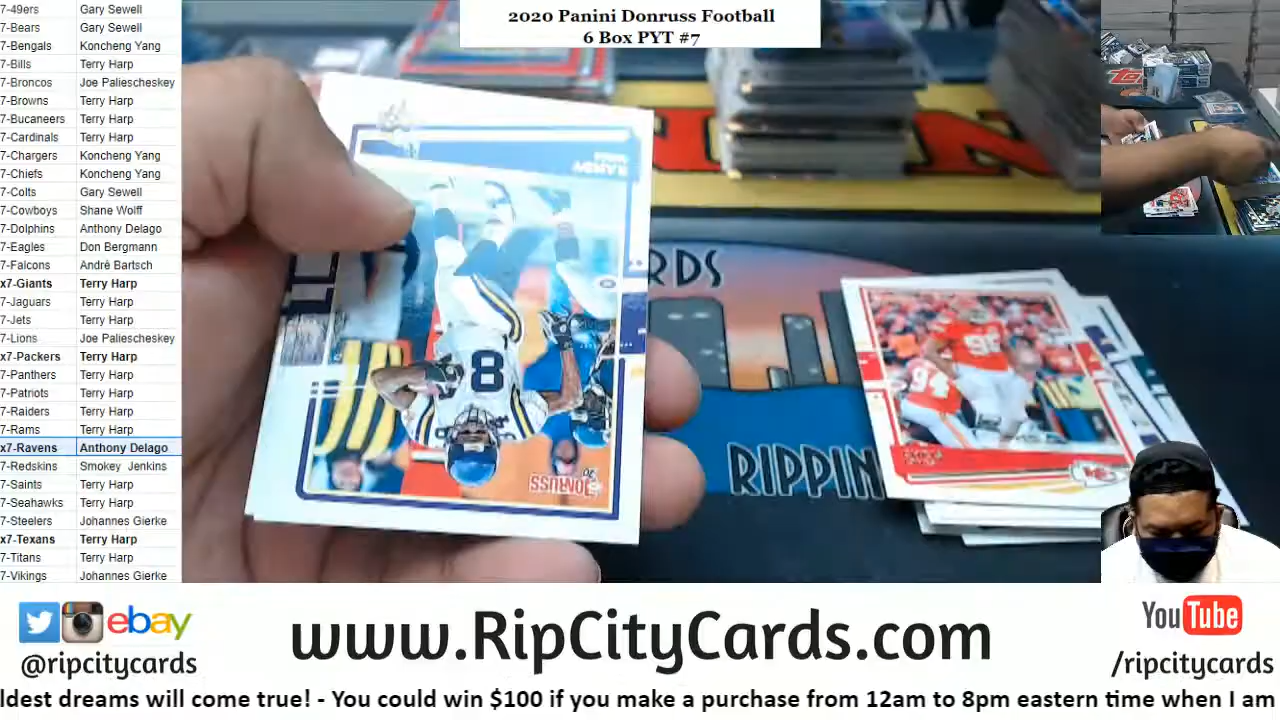 2020 Panini Donruss Football
6 Box PYT #7
7-49ers Gary Sewell
7-Bears Gary Sewell
7-Bengals Koncheng Yang
7-Bills Terry Harp
7-Broncos Joe Paliescheskey
7-Browns Terry Harp
7-Bucaneers Terry Harp
7-Cardinals Terry Harp
7-Chargers Koncheng Yang
7-Chiefs Koncheng Yang
7-Colts Gary Sewell
7-Cowboys Shane Wolff
7-Dolphins Anthony Delago
7-Eagles Don Bergmann
7-Falcons Andrè Bartsch
x7-Giants Terry Harp
7-Jaguars Terry Harp
7-Jets Terry Harp
7-Lions Joe Paliescheskey
x7-Packers Terry Harp
7-Panthers Terry Harp
7-Patriots Terry Harp
7-Raiders Terry Harp
7-Rams Terry Harp
x7-Ravens Anthony Delago
7-Redskins Smokey Jenkins
7-Saints Terry Harp
7-Seahawks Terry Harp
7-Steelers Johannes Gierke
x7-Texans Terry Harp
7-Titans Terry Harp
7-Vikings Johannes Gierke
8
DONRUSS
20
RDS
RIPPIN
94
98
ebay
@ripcitycards
www.RipCityCards.com
YouTube
/ripcitycards
ldest dreams will come true! - You could win $100 if you make a purchase from 12am to 8pm eastern time when I am